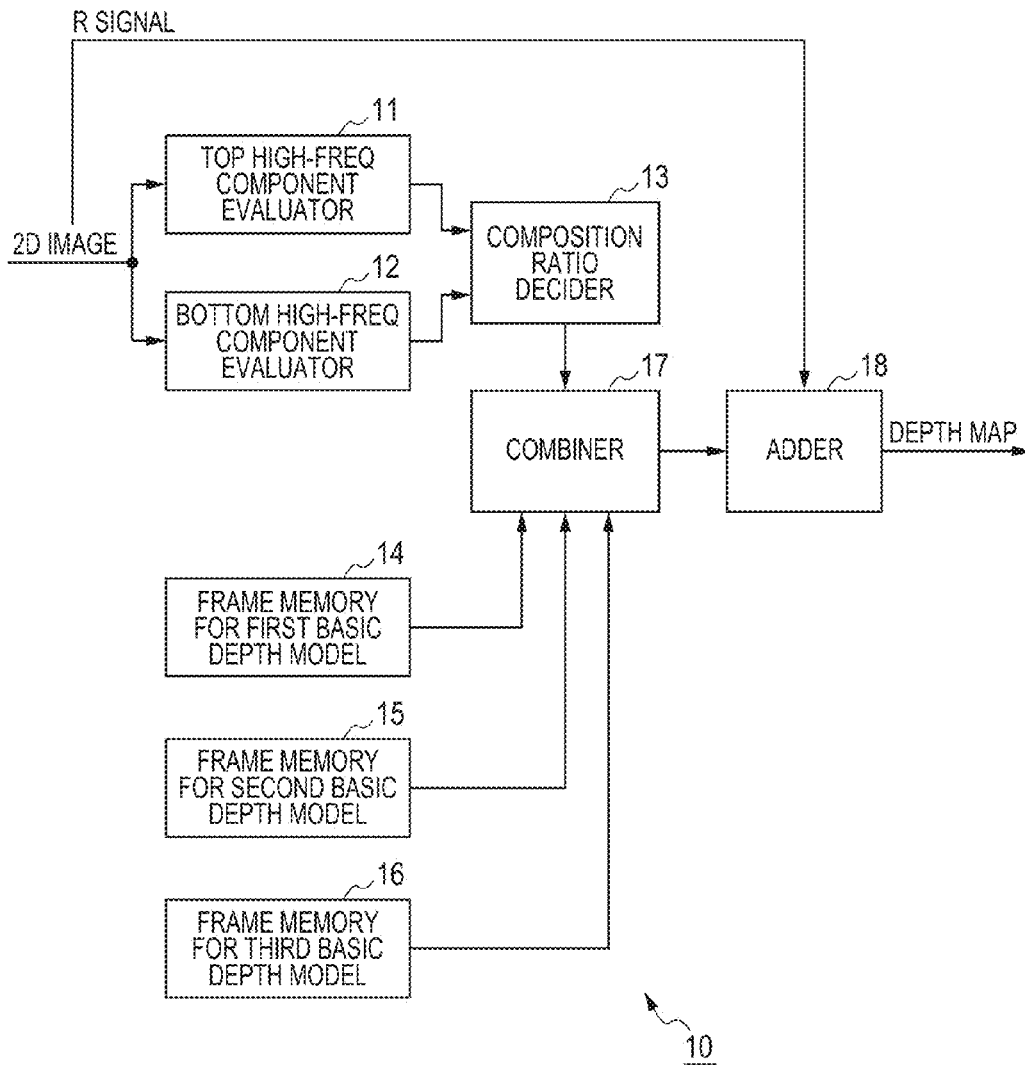 R SIGNAL
11
TOP HIGH-FREQ
COMPONENT
EVALUATOR
13
COMPOSITION
RATIO
DECIDER
2D IMAGE
12
BOTTOM HIGH-FREQ
COMPONENT
EVALUATOR
17
COMBINER
18
ADDER
DEPTH MAP
14
FRAME MEMORY
FOR FIRST BASIC
DEPTH MODEL
15
FRAME MEMORY
FOR SECOND BASIC
DEPTH MODEL
16
FRAME MEMORY
FOR THIRD BASIC
DEPTH MODEL
10